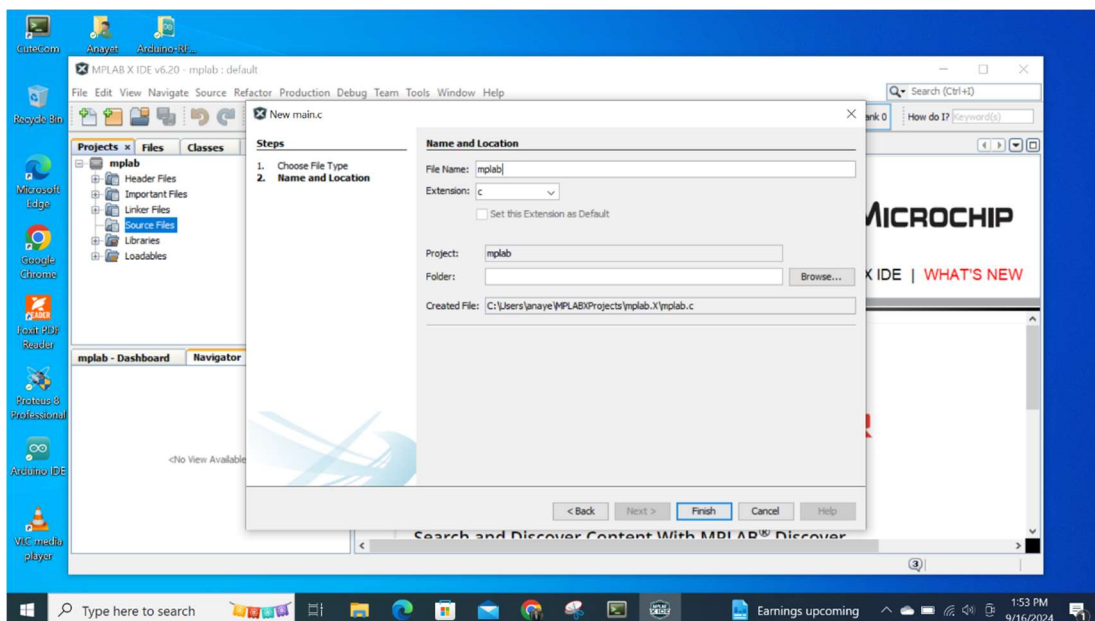 CuteCom
Anayet
Arduino-RF-...
Recycle Bin
Microsoft
Edge
Google
Chrome
Foxit PDF
Reader
Proteus 8
Professional
Arduino IDE
VLC media
player
MPLAB X IDE v6.20 - mplab : default
File Edit View Navigate Source Refactor Production Debug Team Tools Window Help
Search (Ctrl+I)
How do I? Keyword(s)
Projects × Files Classes
mplab
Header Files
Important Files
Linker Files
Source Files
Libraries
Loadables
mplab - Dashboard Navigator
<No View Available
New main.c
Steps
1. Choose File Type
2. Name and Location
Name and Location
File Name: mplab
Extension: c
Set this Extension as Default
Project: mplab
Folder:
Browse...
Created File: C:\Users\anaye\MPLABXProjects\mplab.X\mplab.c
< Back Next > Finish Cancel Help
MICROCHIP
X IDE | WHAT'S NEW
Search and Discover Content With MPLAB® Discover
3
Type here to search
Earnings upcoming
1:53 PM
9/16/2024